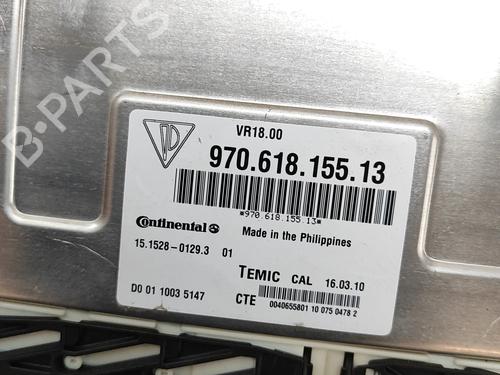 B-PARTS
VR18.00
970.618.155.13
*970.618.155.13*
Continental
Made in the Philippines
15.1528-0129.3 01
TEMIC CAL 16.03.10
D0 01 1003 5147
CTE
0040655801 10 075 0478 2